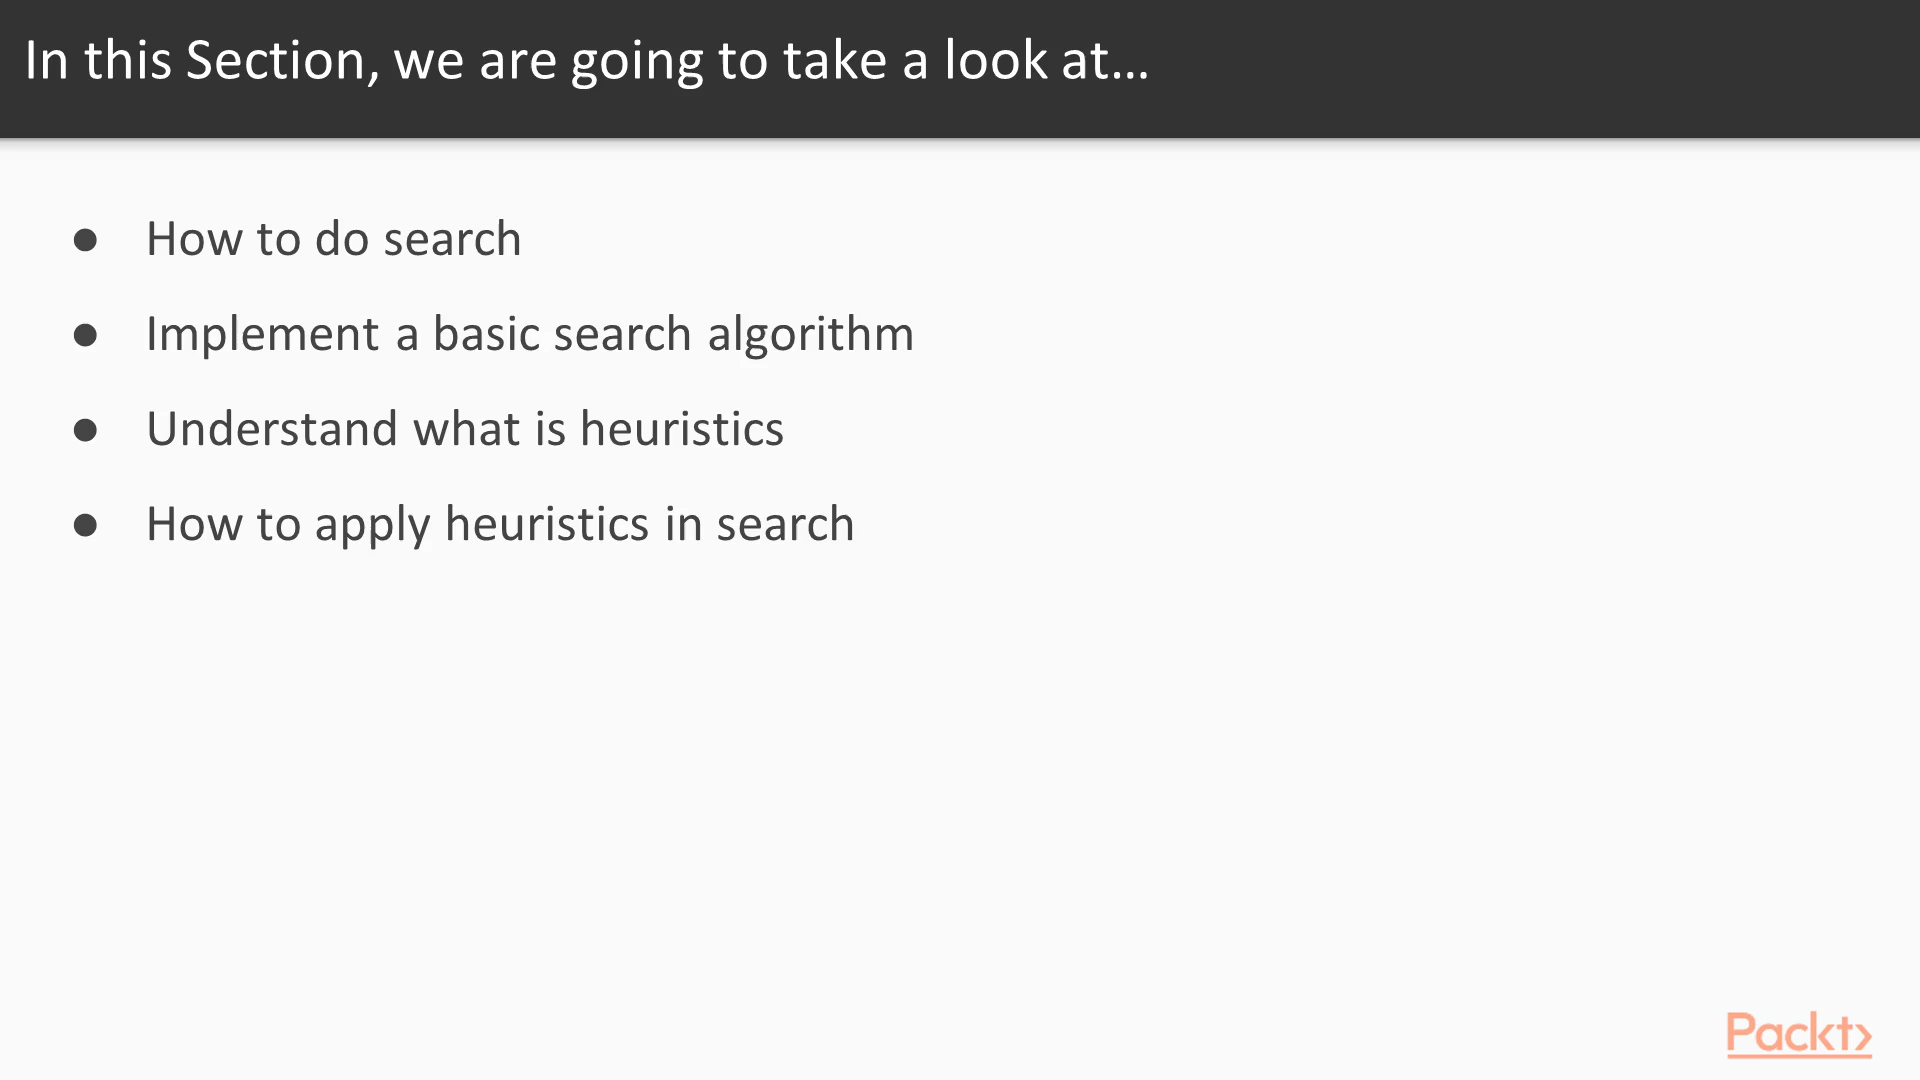 In this Section, we are going to take a look at...
● How to do search
● Implement a basic search algorithm
● Understand what is heuristics
● How to apply heuristics in search
Packt>